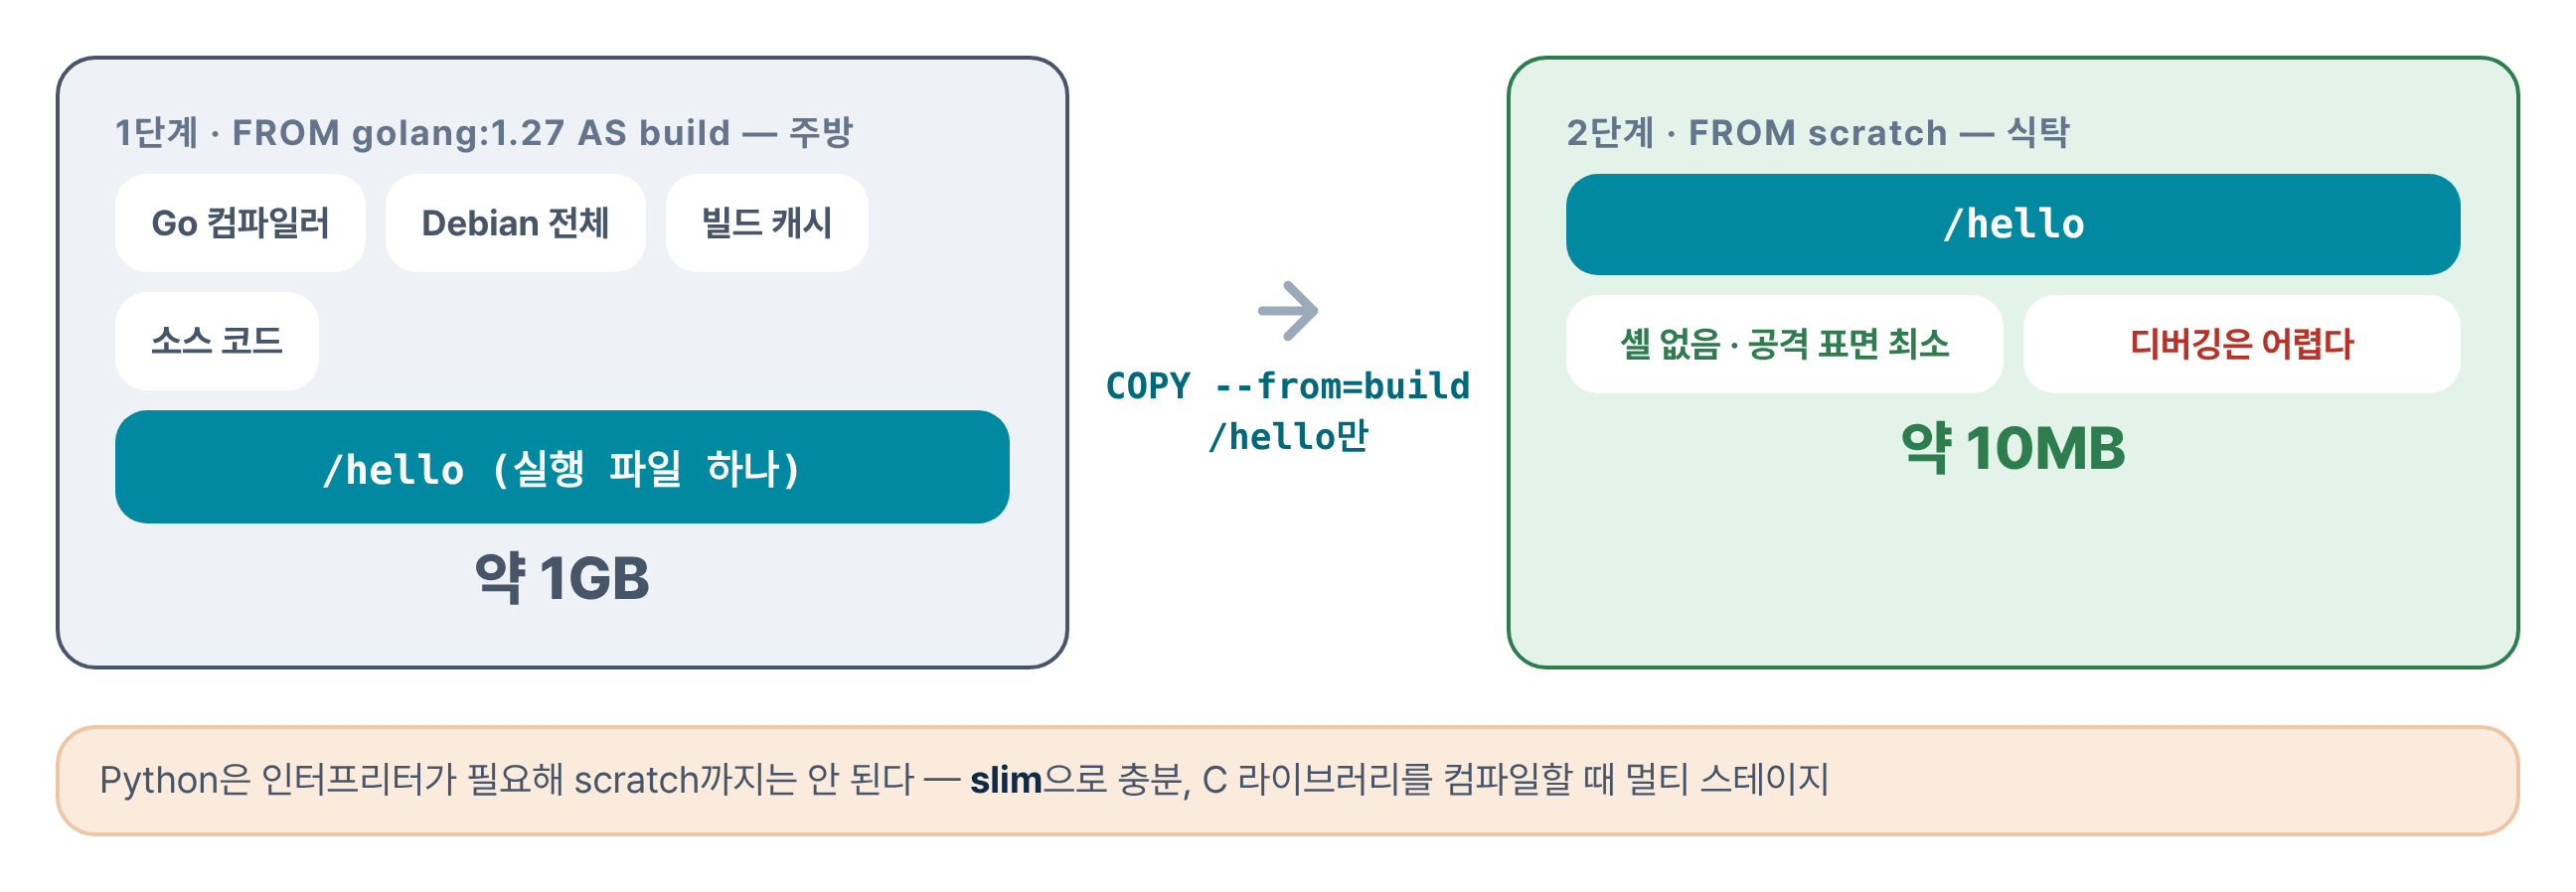 1단계 · FROM golang:1.27 AS build — 주방
Go 컴파일러
Debian 전체
빌드 캐시
소스 코드
/hello (실행 파일 하나)
약 1GB
COPY --from=build
/hello만
2단계 · FROM scratch — 식탁
/hello
셸 없음 · 공격 표면 최소
디버깅은 어렵다
약 10MB
Python은 인터프리터가 필요해 scratch까지는 안 된다 — slim으로 충분, C 라이브러리를 컴파일할 때 멀티 스테이지